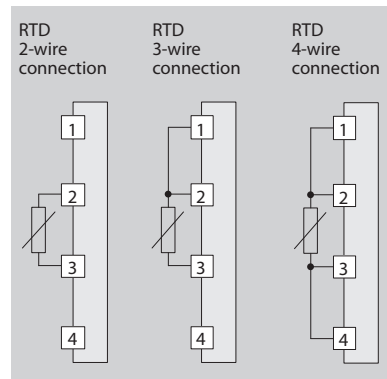 RTD
2-wire
connection
RTD
3-wire
connection
RTD
4-wire
connection
1
2
3
4
1
2
3
4
1
2
3
4